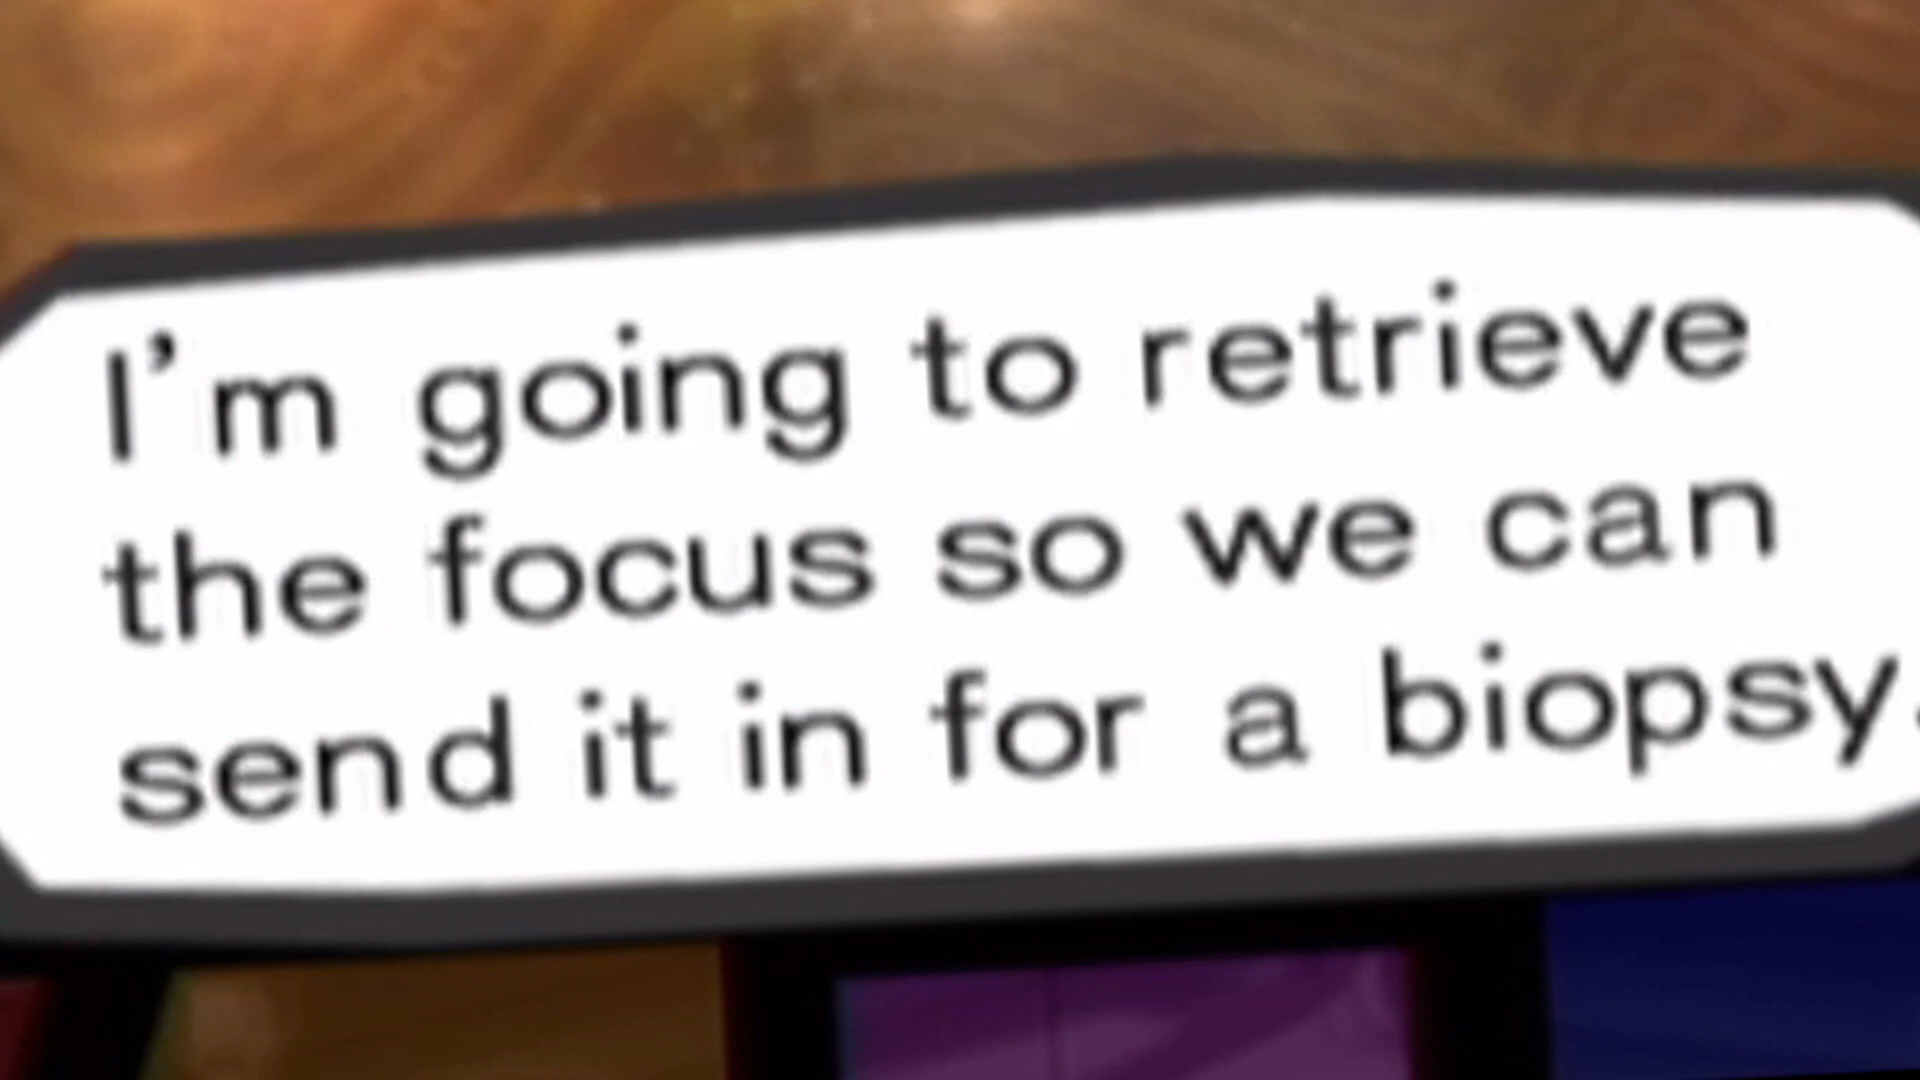 I'm going to retrieve
the focus so we can
send it in for a biopsy.